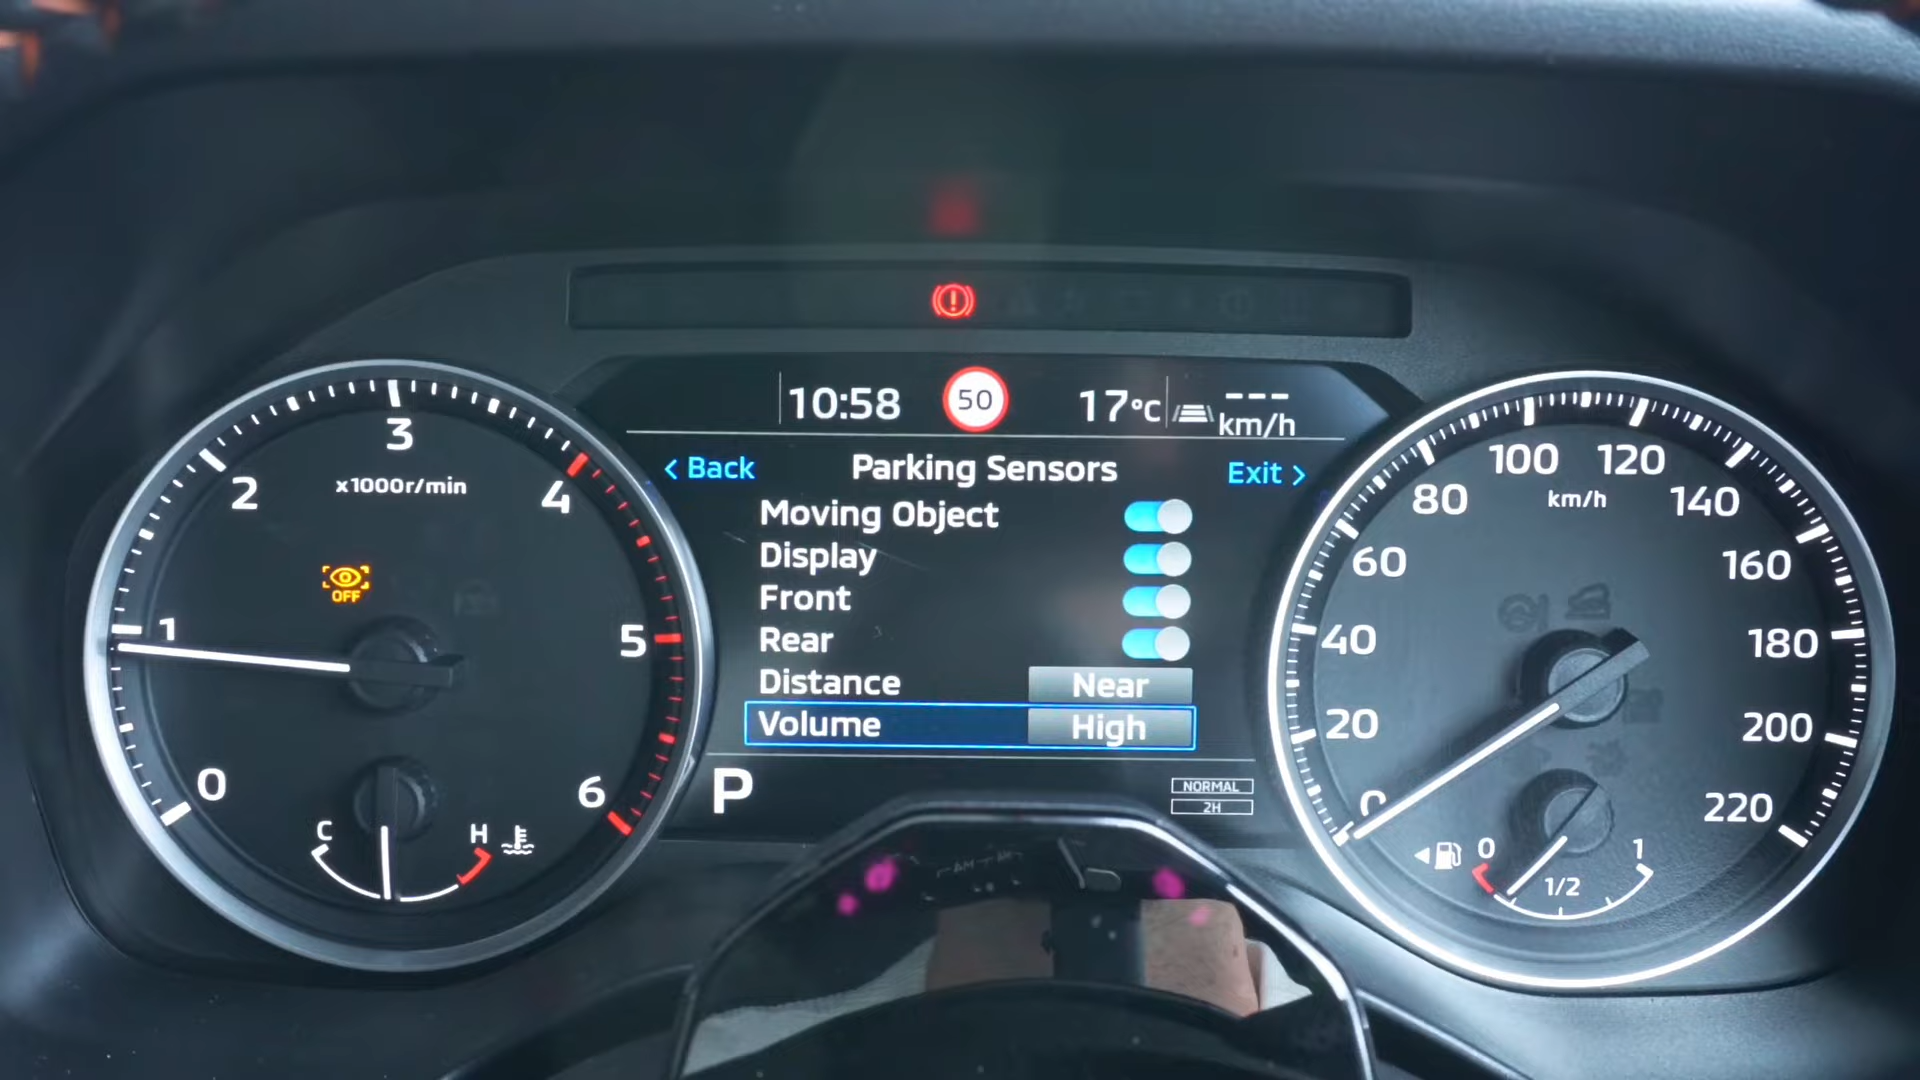 10:58 50 17°C --- km/h
< Back Parking Sensors Exit >
Moving Object
Display
Front
Rear
Distance Near
Volume High
P NORMAL
2H
0 1 2 3 4 5 6
x1000r/min
OFF
C H
0 20 40 60 80 100 120 140 160 180 200 220
km/h
0 1/2 1